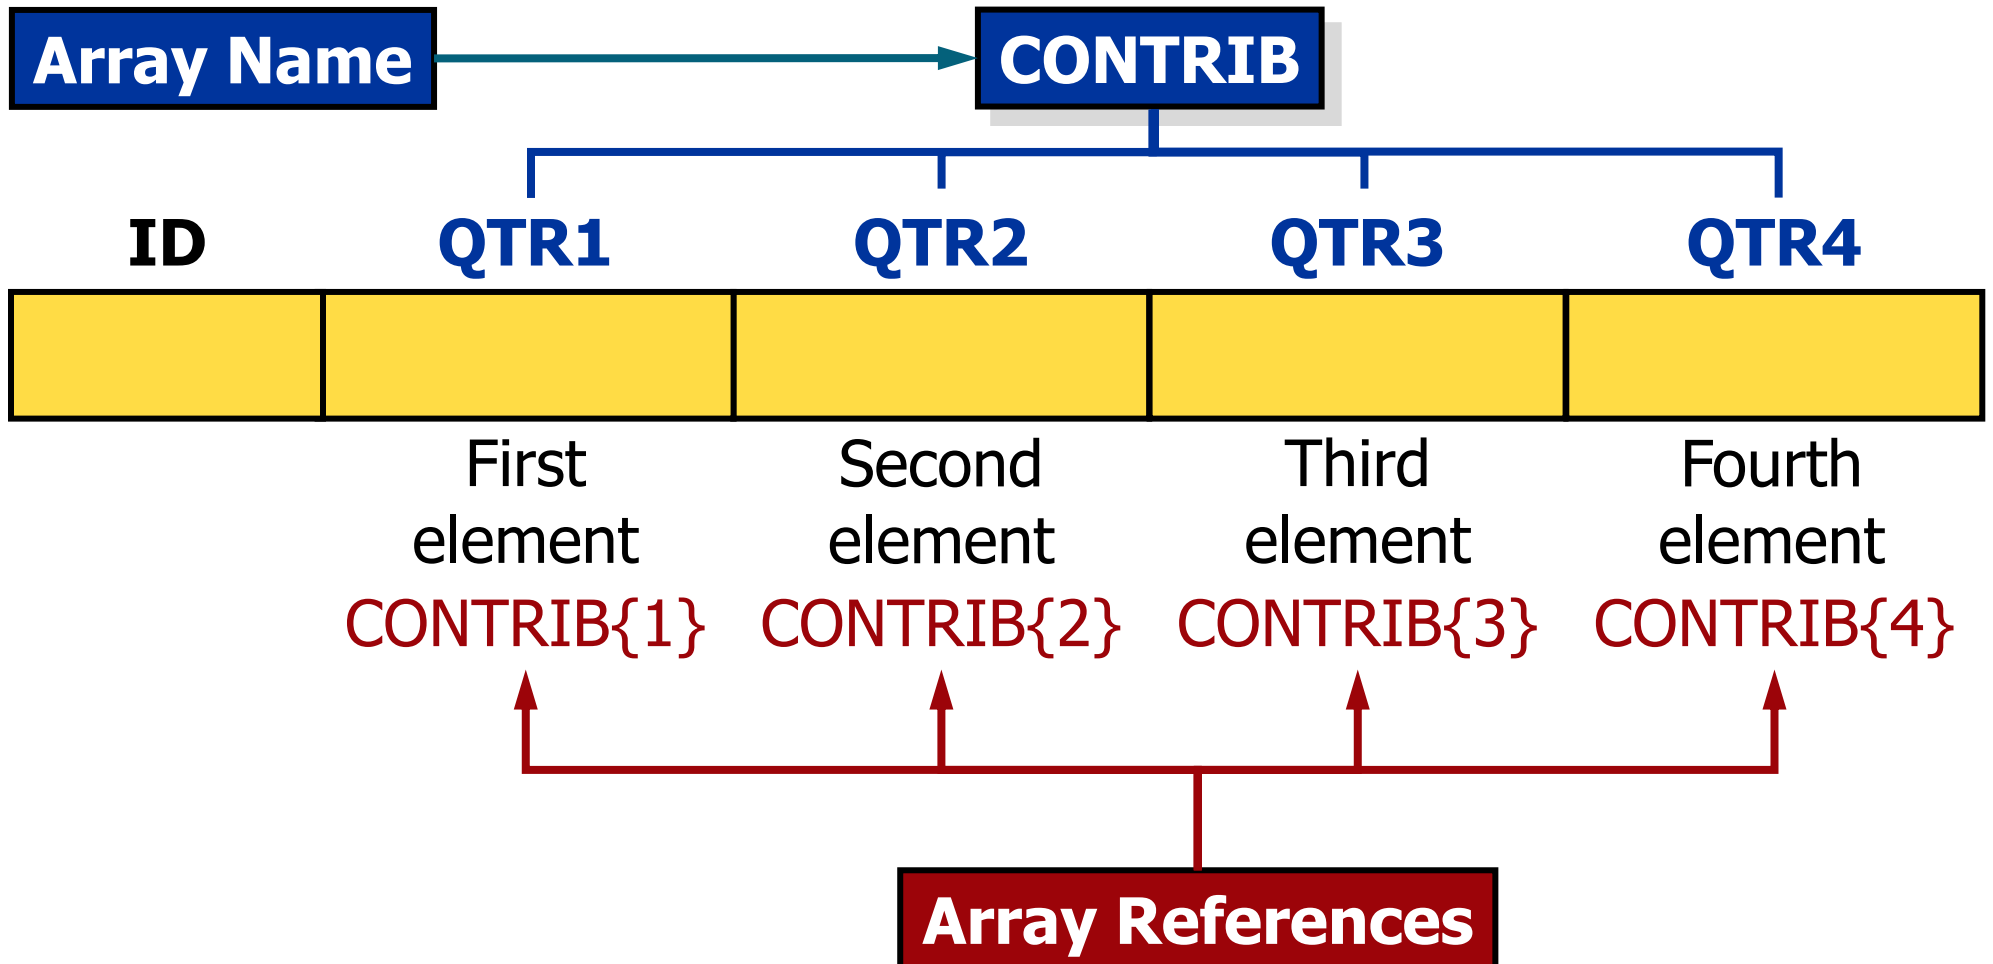 Array Name
CONTRIB
ID QTR1 QTR2 QTR3 QTR4
First Second Third Fourth
element element element element
CONTRIB{1} CONTRIB{2} CONTRIB{3} CONTRIB{4}
Array References